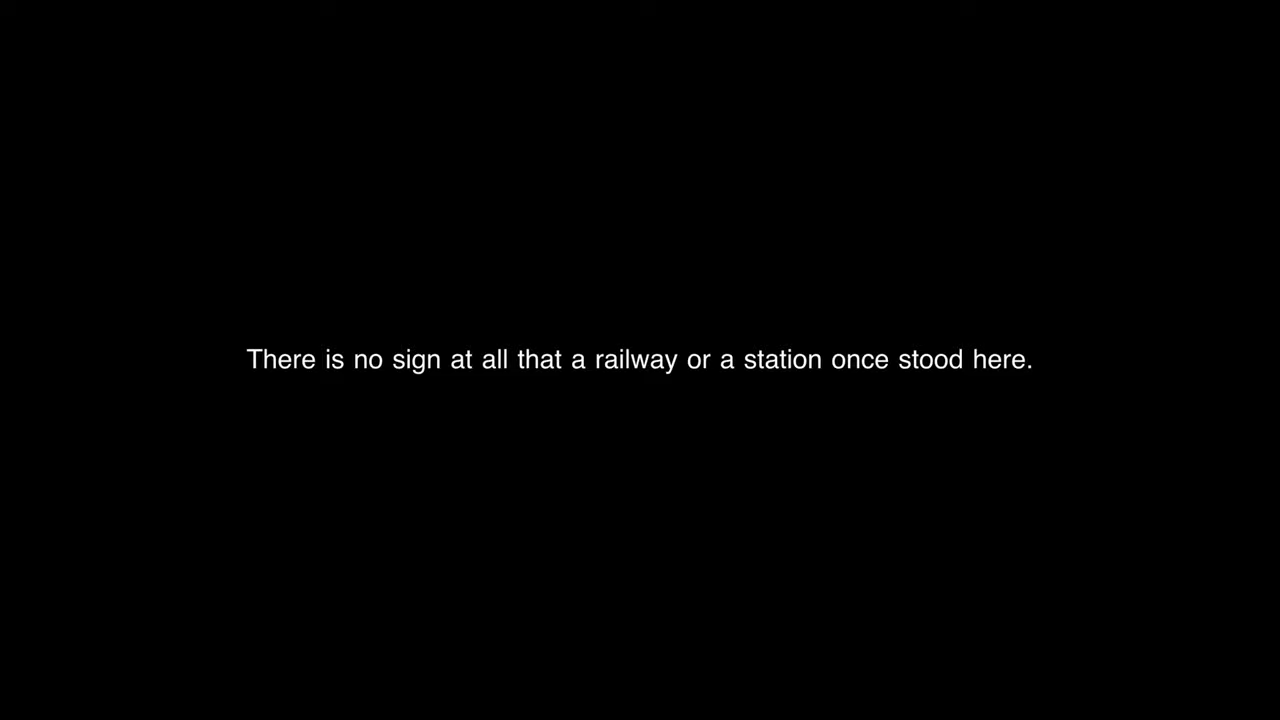 There is no sign at all that a railway or a station once stood here.